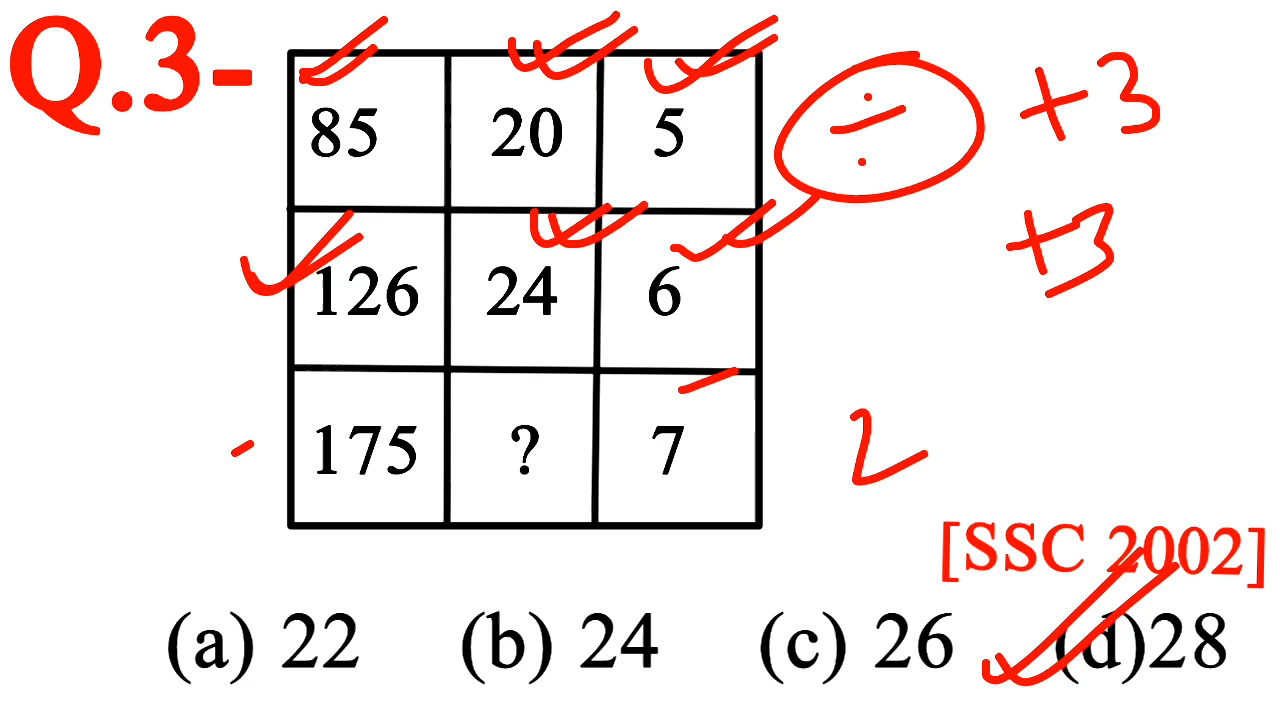 Q.3-
85 20 5 ÷ +3
126 24 6 +3
175 ? 7 2
[SSC 2002]
(a) 22 (b) 24 (c) 26 (d)28